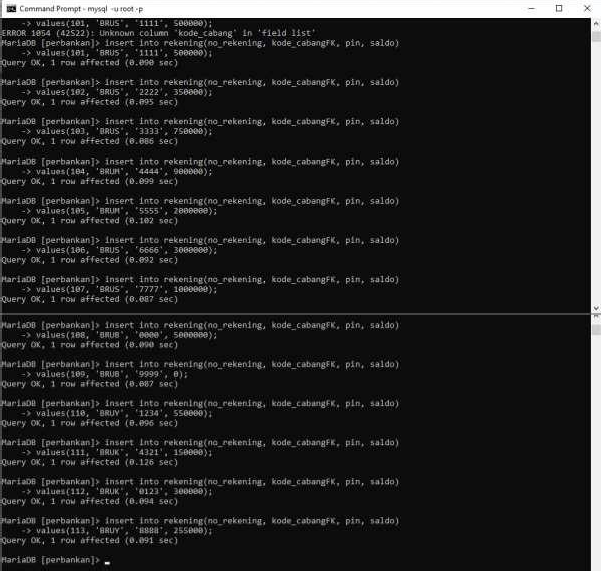 Command Prompt - mysql -u root -p
-> values(101, 'BRUS', '1111', 500000);
ERROR 1054 (42S22): Unknown column 'kode_cabang' in 'field list'
MariaDB [perbankan]> insert into rekening(no_rekening, kode_cabangFK, pin, saldo)
-> values(101, 'BRUS', '1111', 500000);
Query OK, 1 row affected (0.090 sec)
MariaDB [perbankan]> insert into rekening(no_rekening, kode_cabangFK, pin, saldo)
-> values(102, 'BRUS', '2222', 350000);
Query OK, 1 row affected (0.095 sec)
MariaDB [perbankan]> insert into rekening(no_rekening, kode_cabangFK, pin, saldo)
-> values(103, 'BRUS', '3333', 750000);
Query OK, 1 row affected (0.086 sec)
MariaDB [perbankan]> insert into rekening(no_rekening, kode_cabangFK, pin, saldo)
-> values(104, 'BRUM', '4444', 900000);
Query OK, 1 row affected (0.099 sec)
MariaDB [perbankan]> insert into rekening(no_rekening, kode_cabangFK, pin, saldo)
-> values(105, 'BRUM', '5555', 2000000);
Query OK, 1 row affected (0.102 sec)
MariaDB [perbankan]> insert into rekening(no_rekening, kode_cabangFK, pin, saldo)
-> values(106, 'BRUS', '6666', 3000000);
Query OK, 1 row affected (0.092 sec)
MariaDB [perbankan]> insert into rekening(no_rekening, kode_cabangFK, pin, saldo)
-> values(107, 'BRUS', '7777', 1000000);
Query OK, 1 row affected (0.087 sec)
MariaDB [perbankan]> insert into rekening(no_rekening, kode_cabangFK, pin, saldo)
-> values(108, 'BRUB', '0000', 5000000);
Query OK, 1 row affected (0.090 sec)
MariaDB [perbankan]> insert into rekening(no_rekening, kode_cabangFK, pin, saldo)
-> values(109, 'BRUB', '9999', 0);
Query OK, 1 row affected (0.087 sec)
MariaDB [perbankan]> insert into rekening(no_rekening, kode_cabangFK, pin, saldo)
-> values(110, 'BRUY', '1234', 550000);
Query OK, 1 row affected (0.096 sec)
MariaDB [perbankan]> insert into rekening(no_rekening, kode_cabangFK, pin, saldo)
-> values(111, 'BRUK', '4321', 150000);
Query OK, 1 row affected (0.126 sec)
MariaDB [perbankan]> insert into rekening(no_rekening, kode_cabangFK, pin, saldo)
-> values(112, 'BRUK', '0123', 300000);
Query OK, 1 row affected (0.094 sec)
MariaDB [perbankan]> insert into rekening(no_rekening, kode_cabangFK, pin, saldo)
-> values(113, 'BRUY', '8888', 255000);
Query OK, 1 row affected (0.091 sec)
MariaDB [perbankan]>